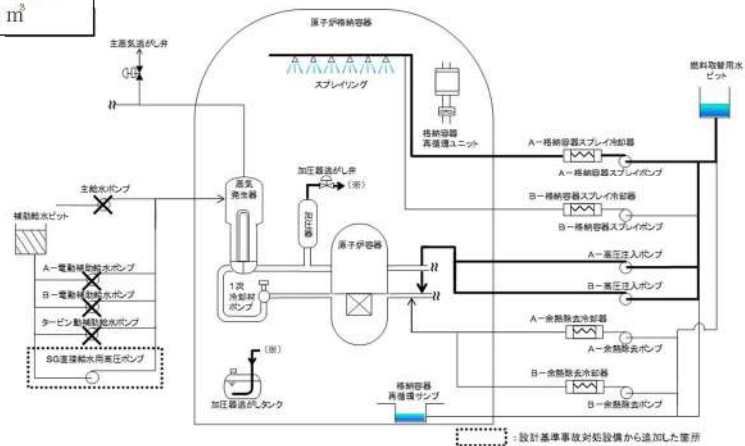 m³
原子炉格納容器
主蒸気逃がし弁
スプレイリング
格納容器
再循環ユニット
燃料取替用水
ピット
A-格納容器スプレイ冷却器
A-格納容器スプレイポンプ
B-格納容器スプレイ冷却器
B-格納容器スプレイポンプ
主給水ポンプ
蒸気
発生器
加圧器逃がし弁
(※)
加圧器
原子炉容器
補助給水ピット
A-電動補助給水ポンプ
B-電動補助給水ポンプ
タービン動補助給水ポンプ
SG直接給水用高圧ポンプ
1次
冷却材
ポンプ
A-高圧注入ポンプ
B-高圧注入ポンプ
A-余熱除去冷却器
A-余熱除去ポンプ
B-余熱除去冷却器
B-余熱除去ポンプ
(※)
加圧器逃がしタンク
格納容器
再循環サンプ
:設計基準事故対処設備から追加した箇所